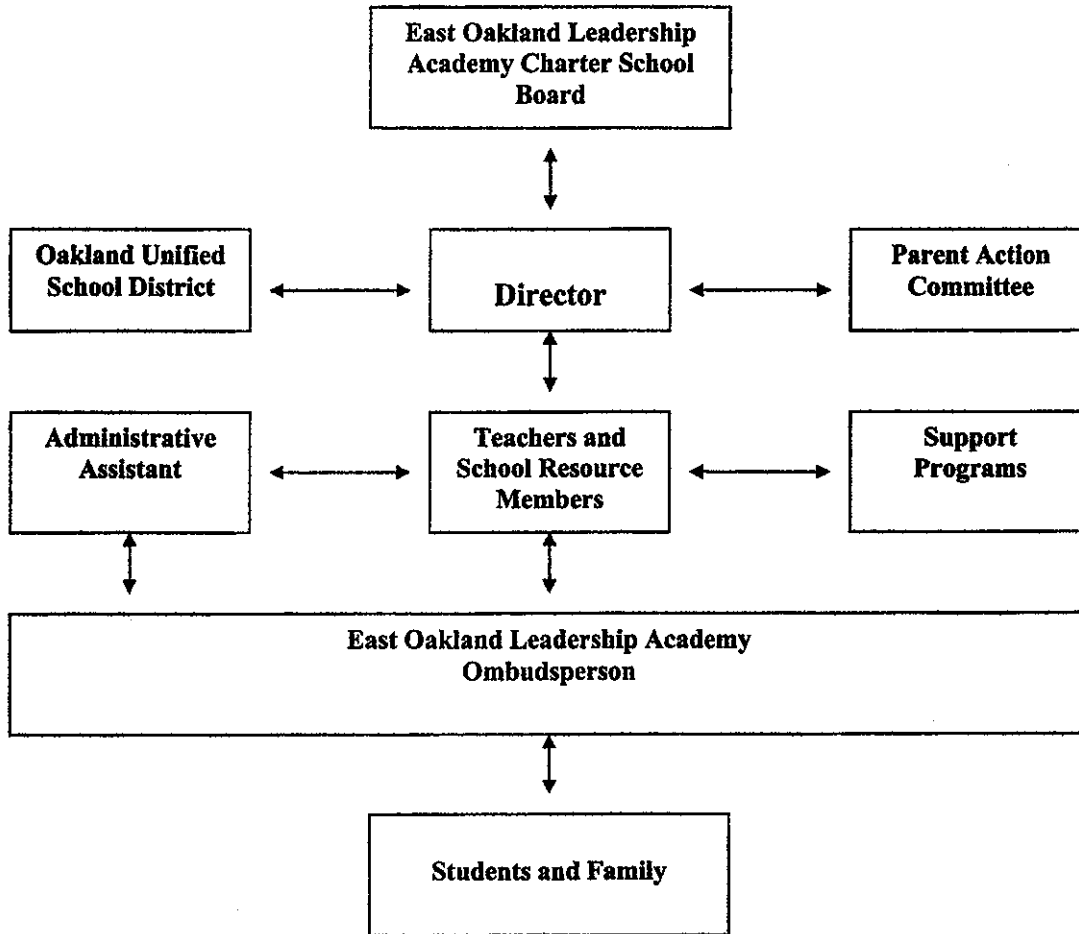 East Oakland Leadership
Academy Charter School
Board
Oakland Unified
School District
Director
Parent Action
Committee
Administrative
Assistant
Teachers and
School Resource
Members
Support
Programs
East Oakland Leadership Academy
Ombudsperson
Students and Family